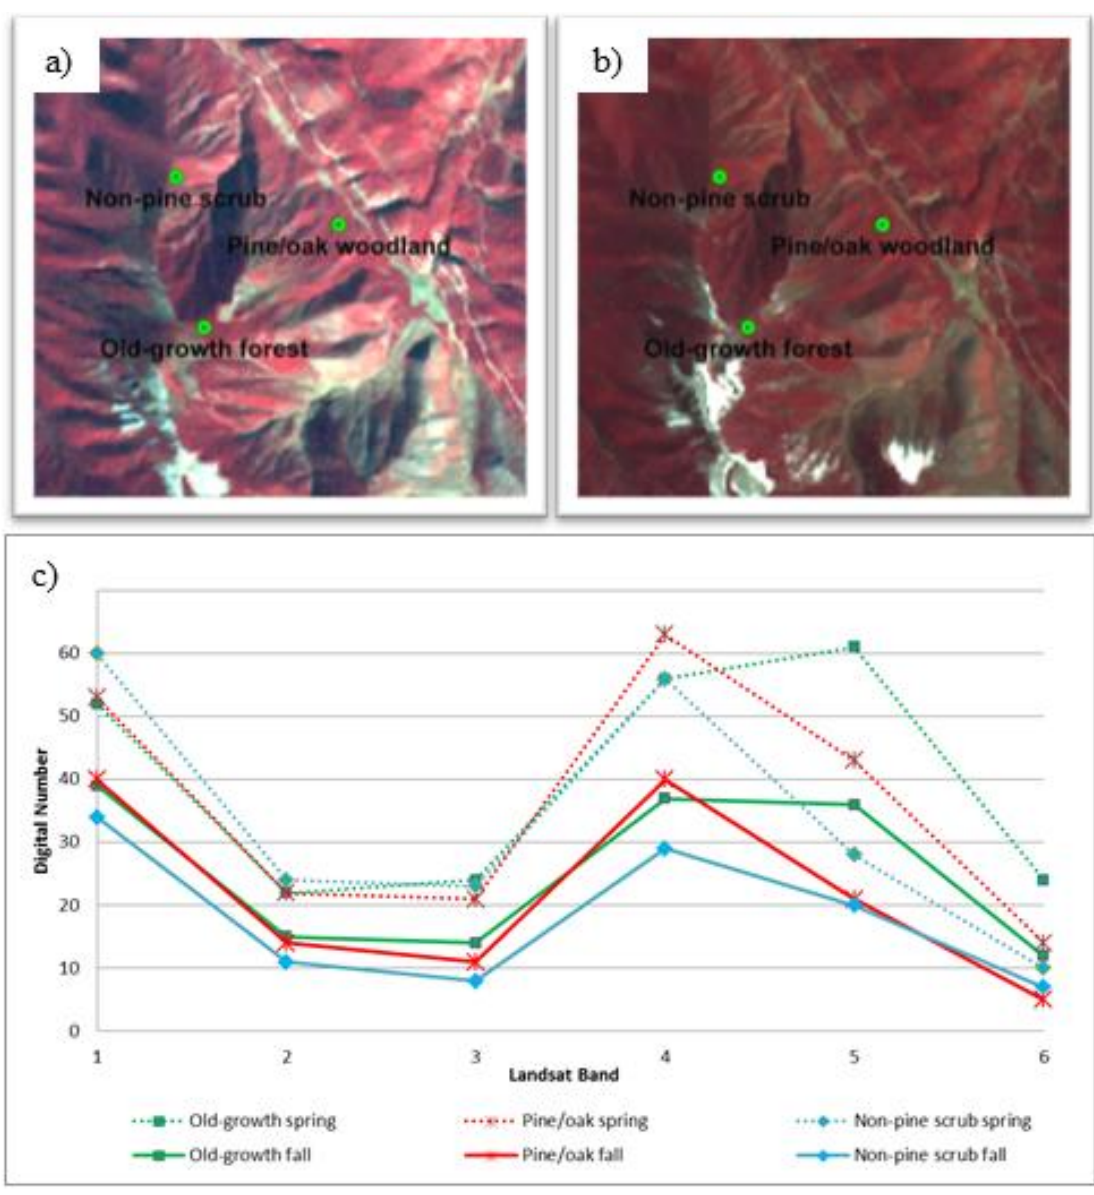 a)
Non-pine scrub
Pine/oak woodland
Old-growth forest
b)
Non-pine scrub
Pine/oak woodland
Old-growth forest
c)
Digital Number
60
50
40
30
20
10
0
1 2 3 4 5 6
Landsat Band
Old-growth spring Pine/oak spring Non-pine scrub spring
Old-growth fall Pine/oak fall Non-pine scrub fall